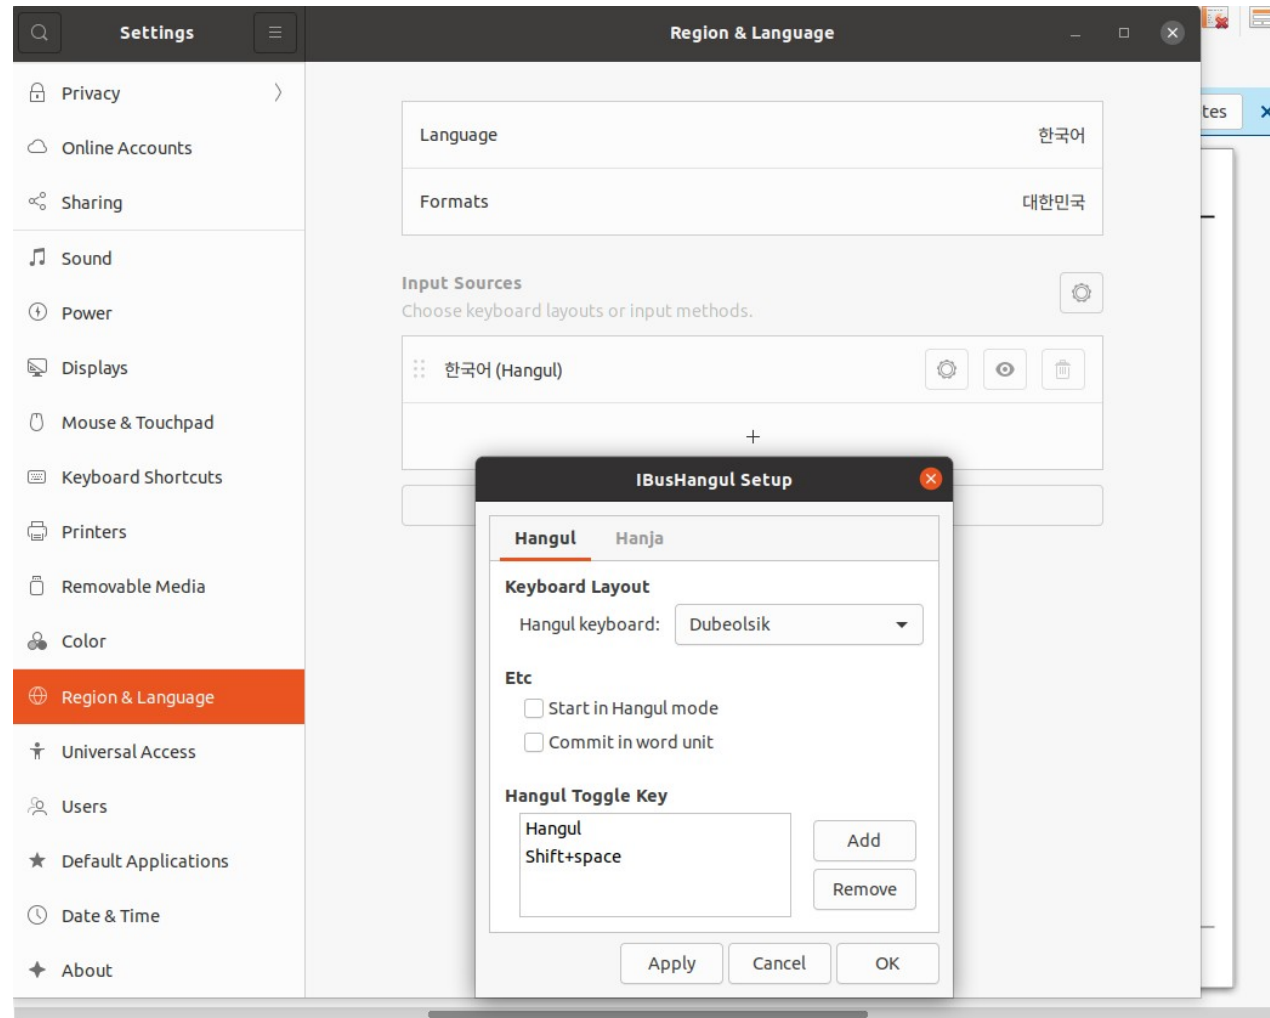 Settings
Region & Language
Privacy
Online Accounts
Sharing
Sound
Power
Displays
Mouse & Touchpad
Keyboard Shortcuts
Printers
Removable Media
Color
Region & Language
Universal Access
Users
Default Applications
Date & Time
About
Language 한국어
Formats 대한민국
Input Sources
Choose keyboard layouts or input methods.
한국어 (Hangul)
IBusHangul Setup
Hangul Hanja
Keyboard Layout
Hangul keyboard: Dubeolsik
Etc
Start in Hangul mode
Commit in word unit
Hangul Toggle Key
Hangul
Shift+space
Add
Remove
Apply Cancel OK
tes